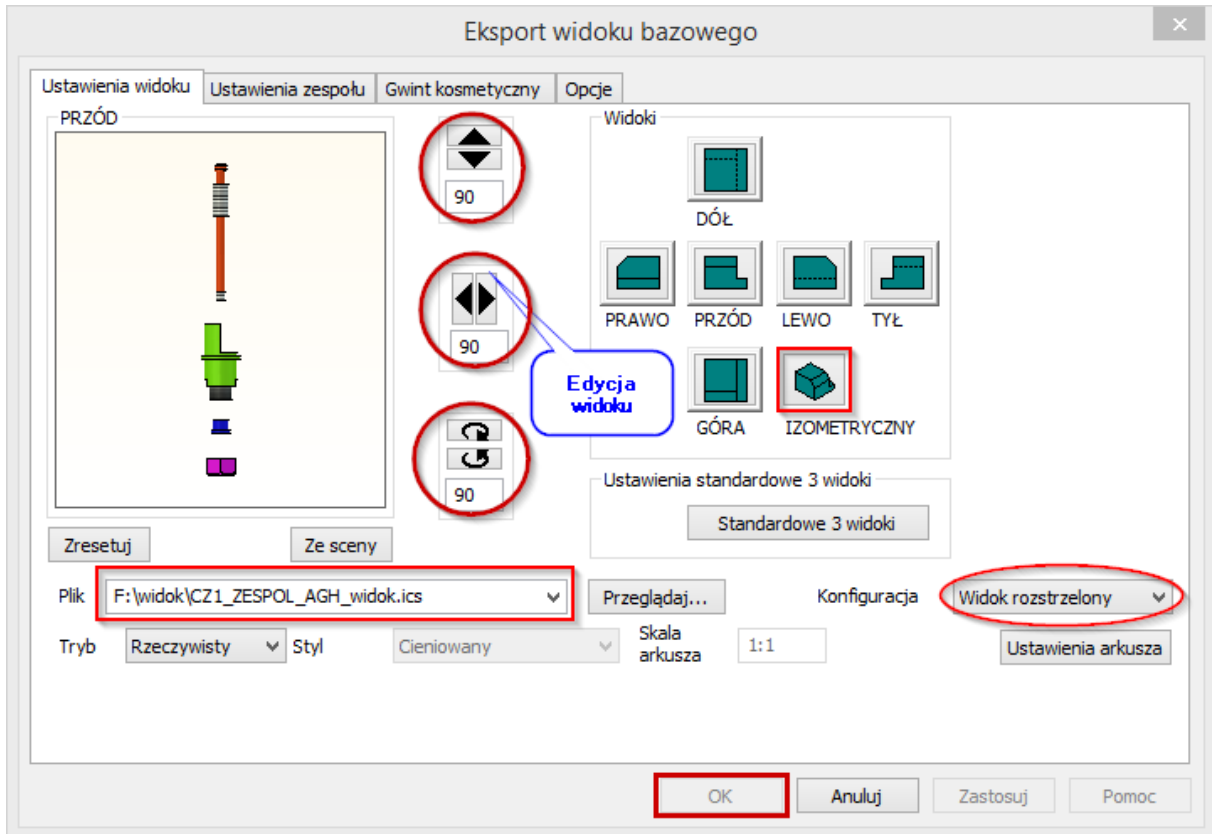 Eksport widoku bazowego
Ustawienia widoku
Ustawienia zespołu
Gwint kosmetyczny
Opcje
PRZÓD
90
90
90
Edycja
widoku
Widoki
DÓŁ
PRAWO
PRZÓD
LEWO
TYŁ
GÓRA
IZOMETRYCZNY
Ustawienia standardowe 3 widoki
Standardowe 3 widoki
Zresetuj
Ze sceny
Plik
F:\widok\CZ1_ZESPOL_AGH_widok.ics
Przeglądaj...
Konfiguracja
Widok rozstrzelony
Tryb
Rzeczywisty
Styl
Cieniowany
Skala
arkusza
1:1
Ustawienia arkusza
OK
Anuluj
Zastosuj
Pomoc